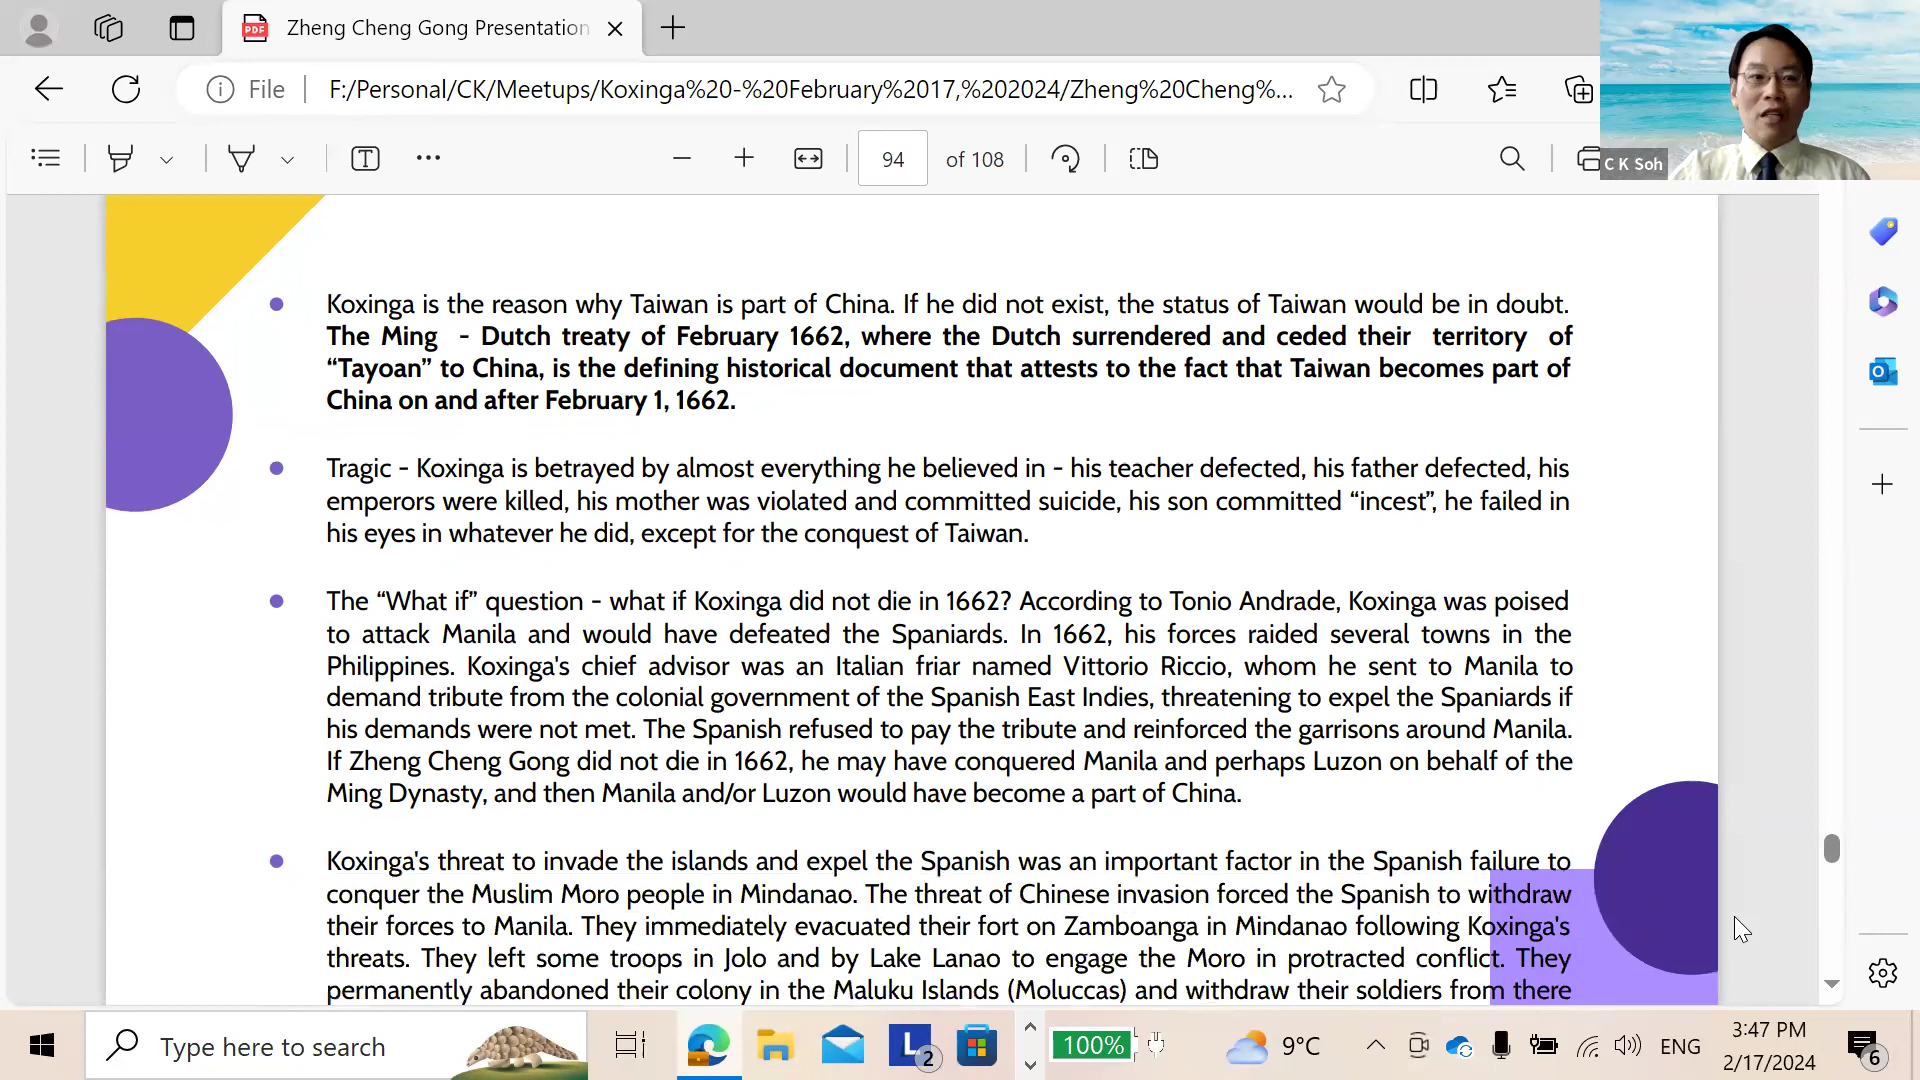 Zheng Cheng Gong Presentation
File
F:/Personal/CK/Meetups/Koxinga%20-%20February%2017,%202024/Zheng%20Cheng%...
94
of 108
C K Soh
Koxinga is the reason why Taiwan is part of China. If he did not exist, the status of Taiwan would be in doubt.
The Ming - Dutch treaty of February 1662, where the Dutch surrendered and ceded their territory of
“Tayoan” to China, is the defining historical document that attests to the fact that Taiwan becomes part of
China on and after February 1, 1662.
Tragic - Koxinga is betrayed by almost everything he believed in - his teacher defected, his father defected, his
emperors were killed, his mother was violated and committed suicide, his son committed “incest”, he failed in
his eyes in whatever he did, except for the conquest of Taiwan.
The “What if” question - what if Koxinga did not die in 1662? According to Tonio Andrade, Koxinga was poised
to attack Manila and would have defeated the Spaniards. In 1662, his forces raided several towns in the
Philippines. Koxinga's chief advisor was an Italian friar named Vittorio Riccio, whom he sent to Manila to
demand tribute from the colonial government of the Spanish East Indies, threatening to expel the Spaniards if
his demands were not met. The Spanish refused to pay the tribute and reinforced the garrisons around Manila.
If Zheng Cheng Gong did not die in 1662, he may have conquered Manila and perhaps Luzon on behalf of the
Ming Dynasty, and then Manila and/or Luzon would have become a part of China.
Koxinga's threat to invade the islands and expel the Spanish was an important factor in the Spanish failure to
conquer the Muslim Moro people in Mindanao. The threat of Chinese invasion forced the Spanish to withdraw
their forces to Manila. They immediately evacuated their fort on Zamboanga in Mindanao following Koxinga's
threats. They left some troops in Jolo and by Lake Lanao to engage the Moro in protracted conflict. They
permanently abandoned their colony in the Maluku Islands (Moluccas) and withdraw their soldiers from there
Type here to search
L
2
100%
9°C
ENG
3:47 PM
2/17/2024
6